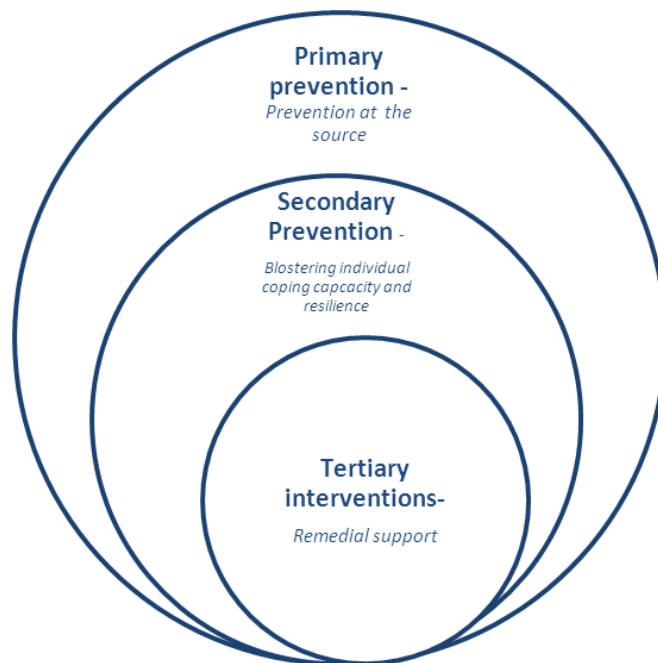 Primary
prevention -
Prevention at the
source
Secondary
Prevention -
Blostering individual
coping capcacity and
resilience
Tertiary
interventions-
Remedial support